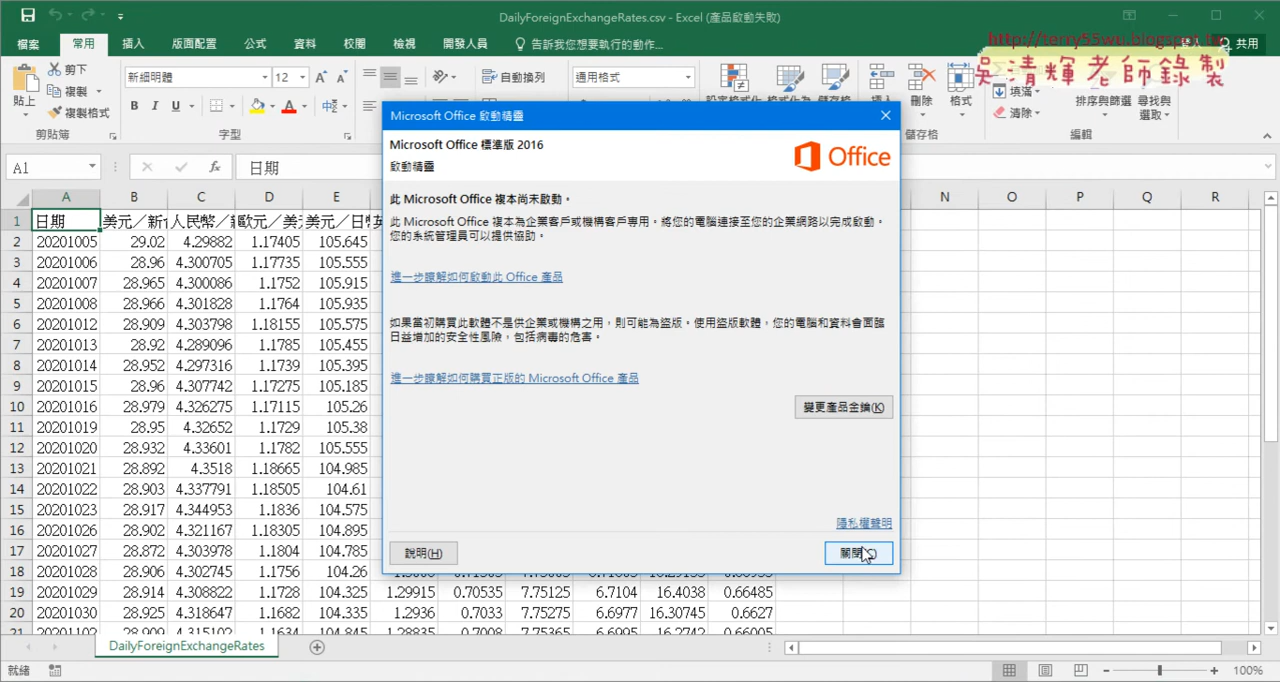 DailyForeignExchangeRates.csv - Excel (產品啟動失敗)
檔案 常用 插入 版面配置 公式 資料 校閱 檢視 開發人員 告訴我您想要執行的動作... 登入 共用
http://terry55wu.blogspot.tw
吳清輝老師錄製
貼上 剪下 複製 複製格式 剪貼簿
新細明體 12 B I U 字型
自動換列
通用格式
刪除 格式 儲存格
填滿 清除 排序與篩選 尋找與選取 編輯
A1 fx 日期
A B C D E N O P Q R
1 日期 美元／新 人民幣／ 歐元／美 美元／日
2 20201005 29.02 4.29882 1.17405 105.645
3 20201006 28.96 4.300705 1.17735 105.555
4 20201007 28.965 4.300086 1.1752 105.915
5 20201008 28.966 4.301828 1.1764 105.935
6 20201012 28.909 4.303798 1.18155 105.575
7 20201013 28.92 4.289096 1.1785 105.455
8 20201014 28.952 4.297316 1.1739 105.395
9 20201015 28.96 4.307742 1.17275 105.185
10 20201016 28.979 4.326275 1.17115 105.26
11 20201019 28.95 4.32652 1.1729 105.38
12 20201020 28.932 4.33601 1.1782 105.555
13 20201021 28.892 4.3518 1.18665 104.985
14 20201022 28.903 4.337791 1.18505 104.61
15 20201023 28.917 4.344953 1.1836 104.575
16 20201026 28.902 4.321167 1.18305 104.895
17 20201027 28.872 4.303978 1.1804 104.785
18 20201028 28.906 4.302745 1.1756 104.26
19 20201029 28.914 4.308822 1.1728 104.325 1.29915 0.70535 7.75125 6.7104 16.4038 0.66485
20 20201030 28.925 4.318647 1.1682 104.335 1.2936 0.7033 7.75275 6.6977 16.30745 0.6627
21 20201102 28.909 4.315102 1.1634 104.845 1.28835 0.7008 7.75365 6.6995 16.2742 0.66005
Microsoft Office 啟動精靈
Microsoft Office 標準版 2016
啟動精靈
Office
此 Microsoft Office 複本尚未啟動。
此 Microsoft Office 複本為企業客戶或機構客戶專用。將您的電腦連接至您的企業網路以完成啟動。
您的系統管理員可以提供協助。
進一步瞭解如何啟動此 Office 產品
如果當初購買此軟體不是供企業或機構之用，則可能為盜版。使用盜版軟體，您的電腦和資料會面臨
日益增加的安全性風險，包括病毒的危害。
進一步瞭解如何購買正版的 Microsoft Office 產品
變更產品金鑰(K)
隱私權聲明
說明(H)
關閉
DailyForeignExchangeRates
就緒
100%